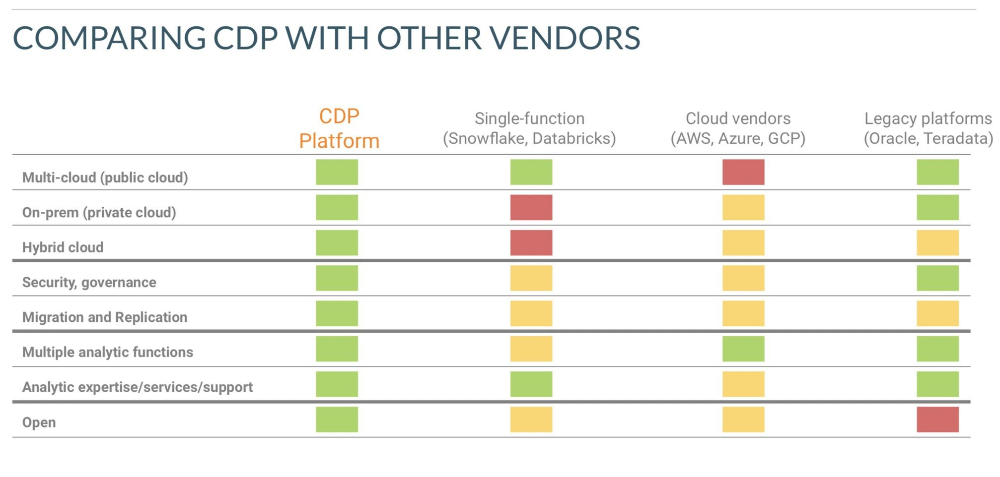 COMPARING CDP WITH OTHER VENDORS
CDP
Platform
Single-function
(Snowflake, Databricks)
Cloud vendors
(AWS, Azure, GCP)
Legacy platforms
(Oracle, Teradata)
Multi-cloud (public cloud)
On-prem (private cloud)
Hybrid cloud
Security, governance
Migration and Replication
Multiple analytic functions
Analytic expertise/services/support
Open